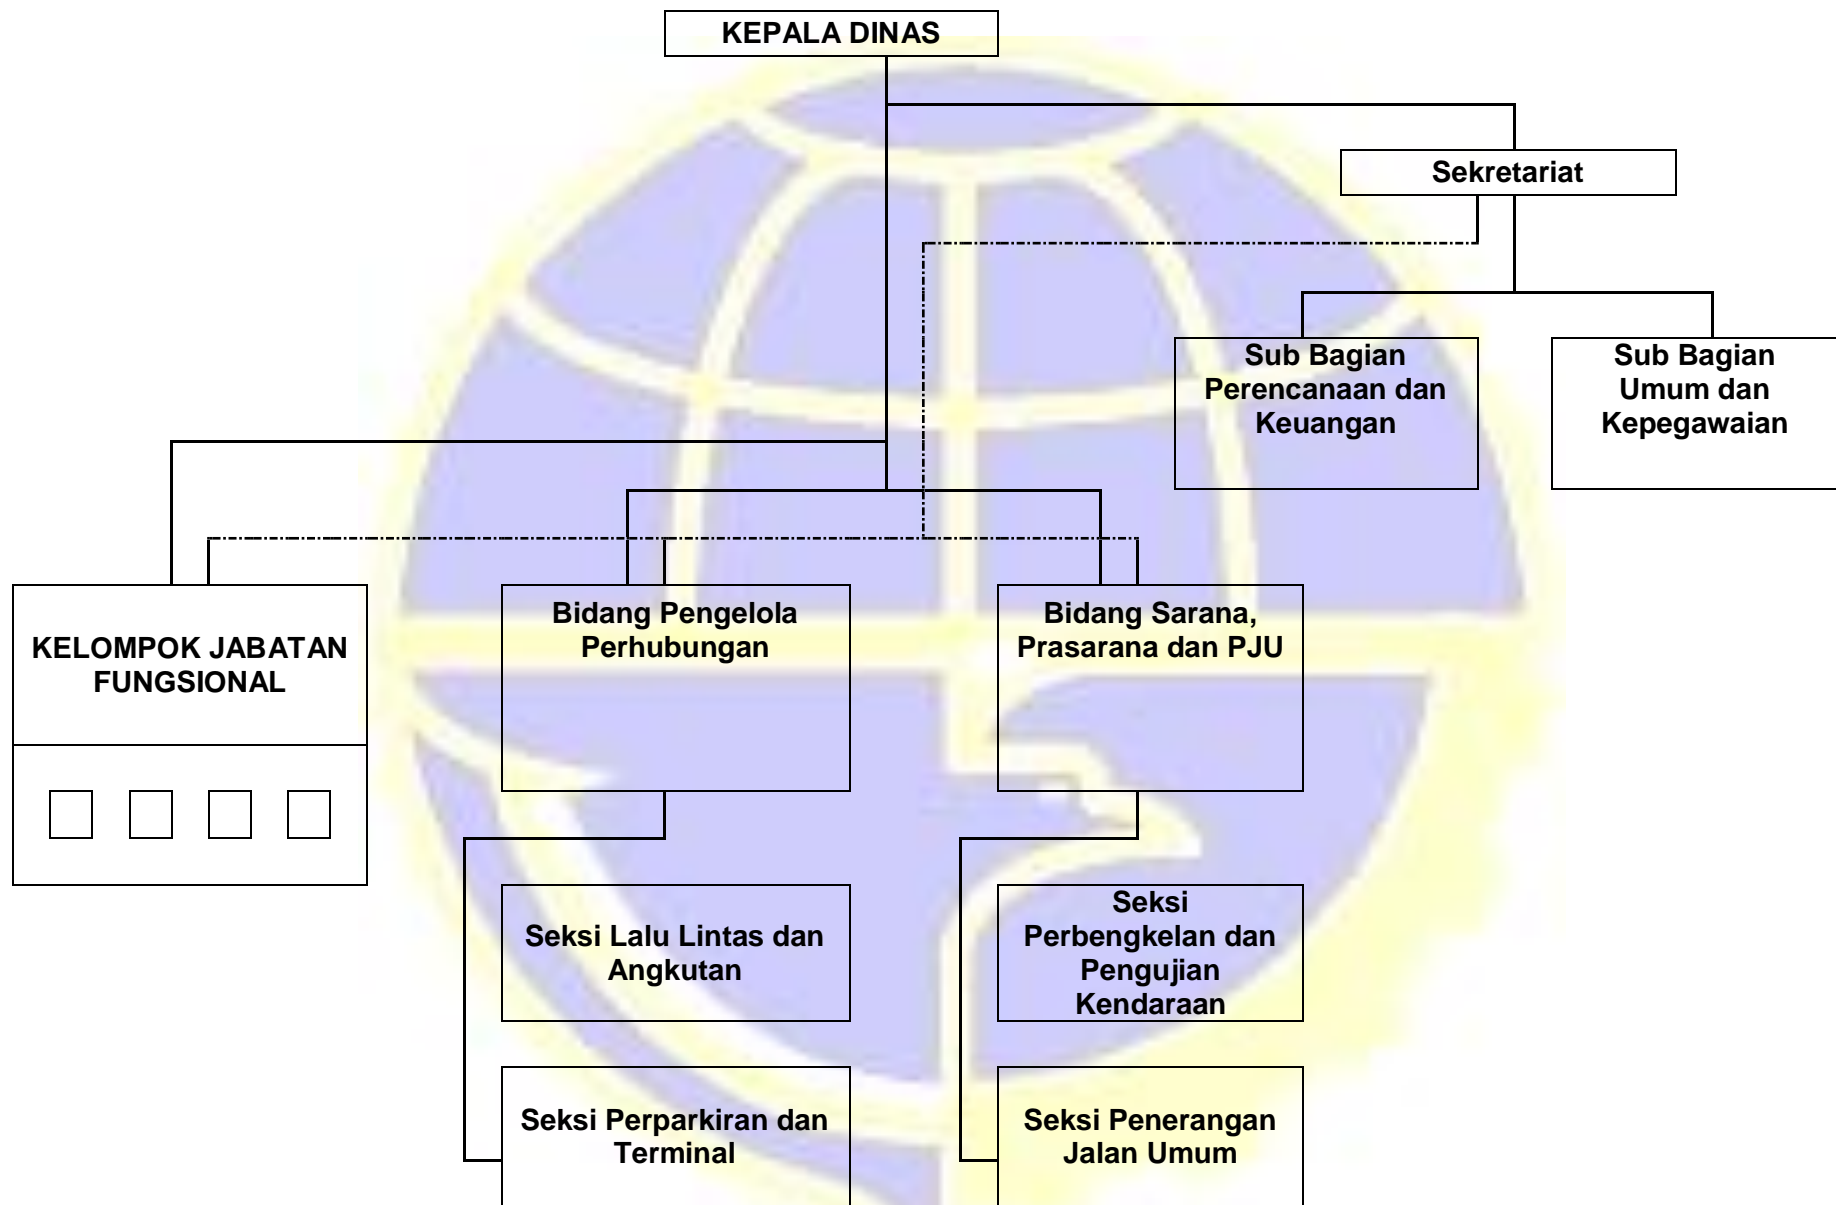 KEPALA DINAS
Sekretariat
Sub Bagian
Perencanaan dan
Keuangan
Sub Bagian
Umum dan
Kepegawaian
KELOMPOK JABATAN
FUNGSIONAL
Bidang Pengelola
Perhubungan
Bidang Sarana,
Prasarana dan PJU
Seksi Lalu Lintas dan
Angkutan
Seksi
Perbengkelan dan
Pengujian
Kendaraan
Seksi Perparkiran dan
Terminal
Seksi Penerangan
Jalan Umum